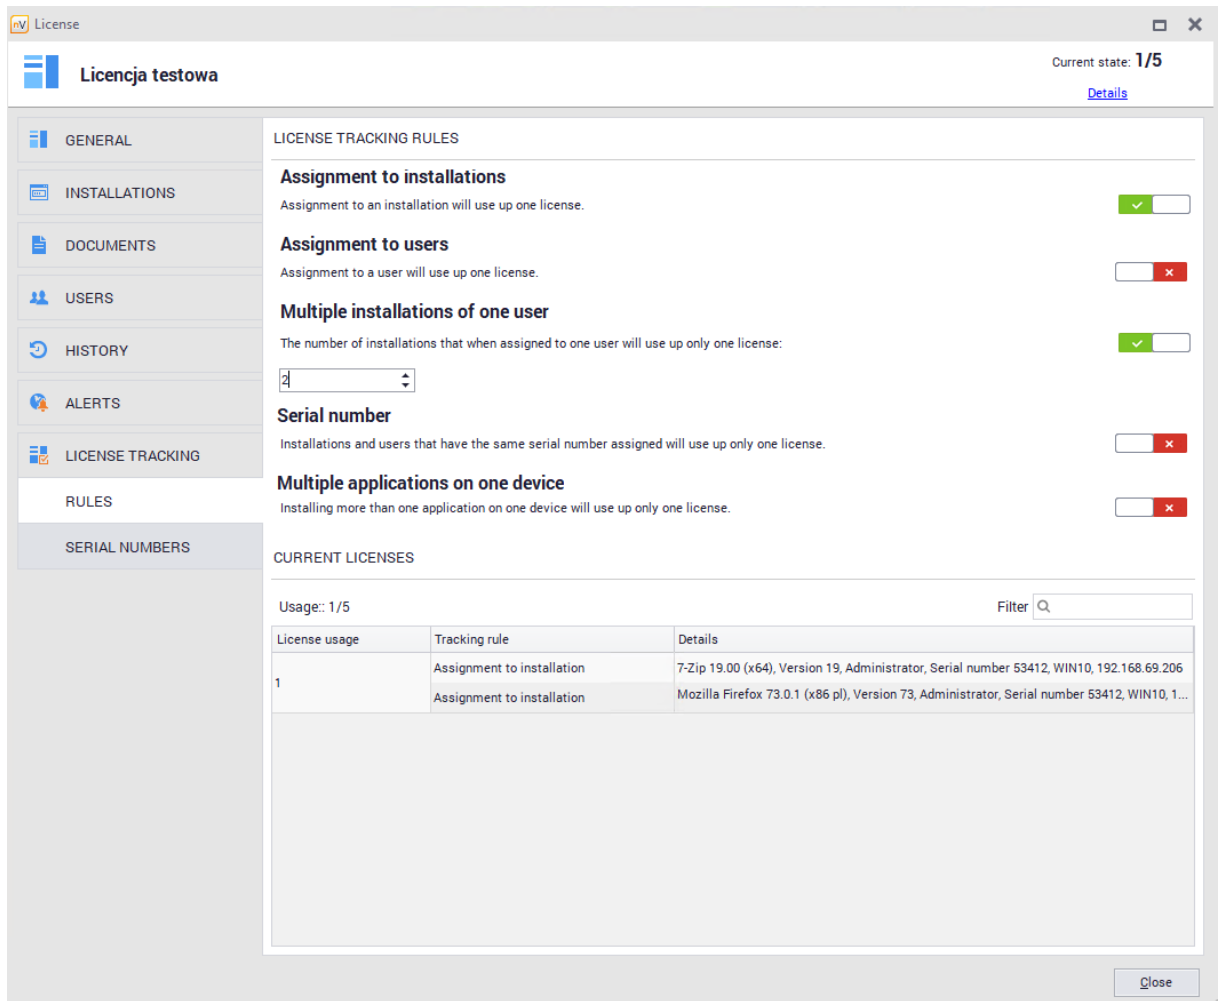 nV License
Licencja testowa
Current state: 1/5
Details
GENERAL
INSTALLATIONS
DOCUMENTS
USERS
HISTORY
ALERTS
LICENSE TRACKING
RULES
SERIAL NUMBERS
LICENSE TRACKING RULES
Assignment to installations
Assignment to an installation will use up one license.
Assignment to users
Assignment to a user will use up one license.
Multiple installations of one user
The number of installations that when assigned to one user will use up only one license:
2
Serial number
Installations and users that have the same serial number assigned will use up only one license.
Multiple applications on one device
Installing more than one application on one device will use up only one license.
CURRENT LICENSES
Usage:: 1/5 Filter
License usage Tracking rule Details
1
Assignment to installation 7-Zip 19.00 (x64), Version 19, Administrator, Serial number 53412, WIN10, 192.168.69.206
Assignment to installation Mozilla Firefox 73.0.1 (x86 pl), Version 73, Administrator, Serial number 53412, WIN10, 1...
Close